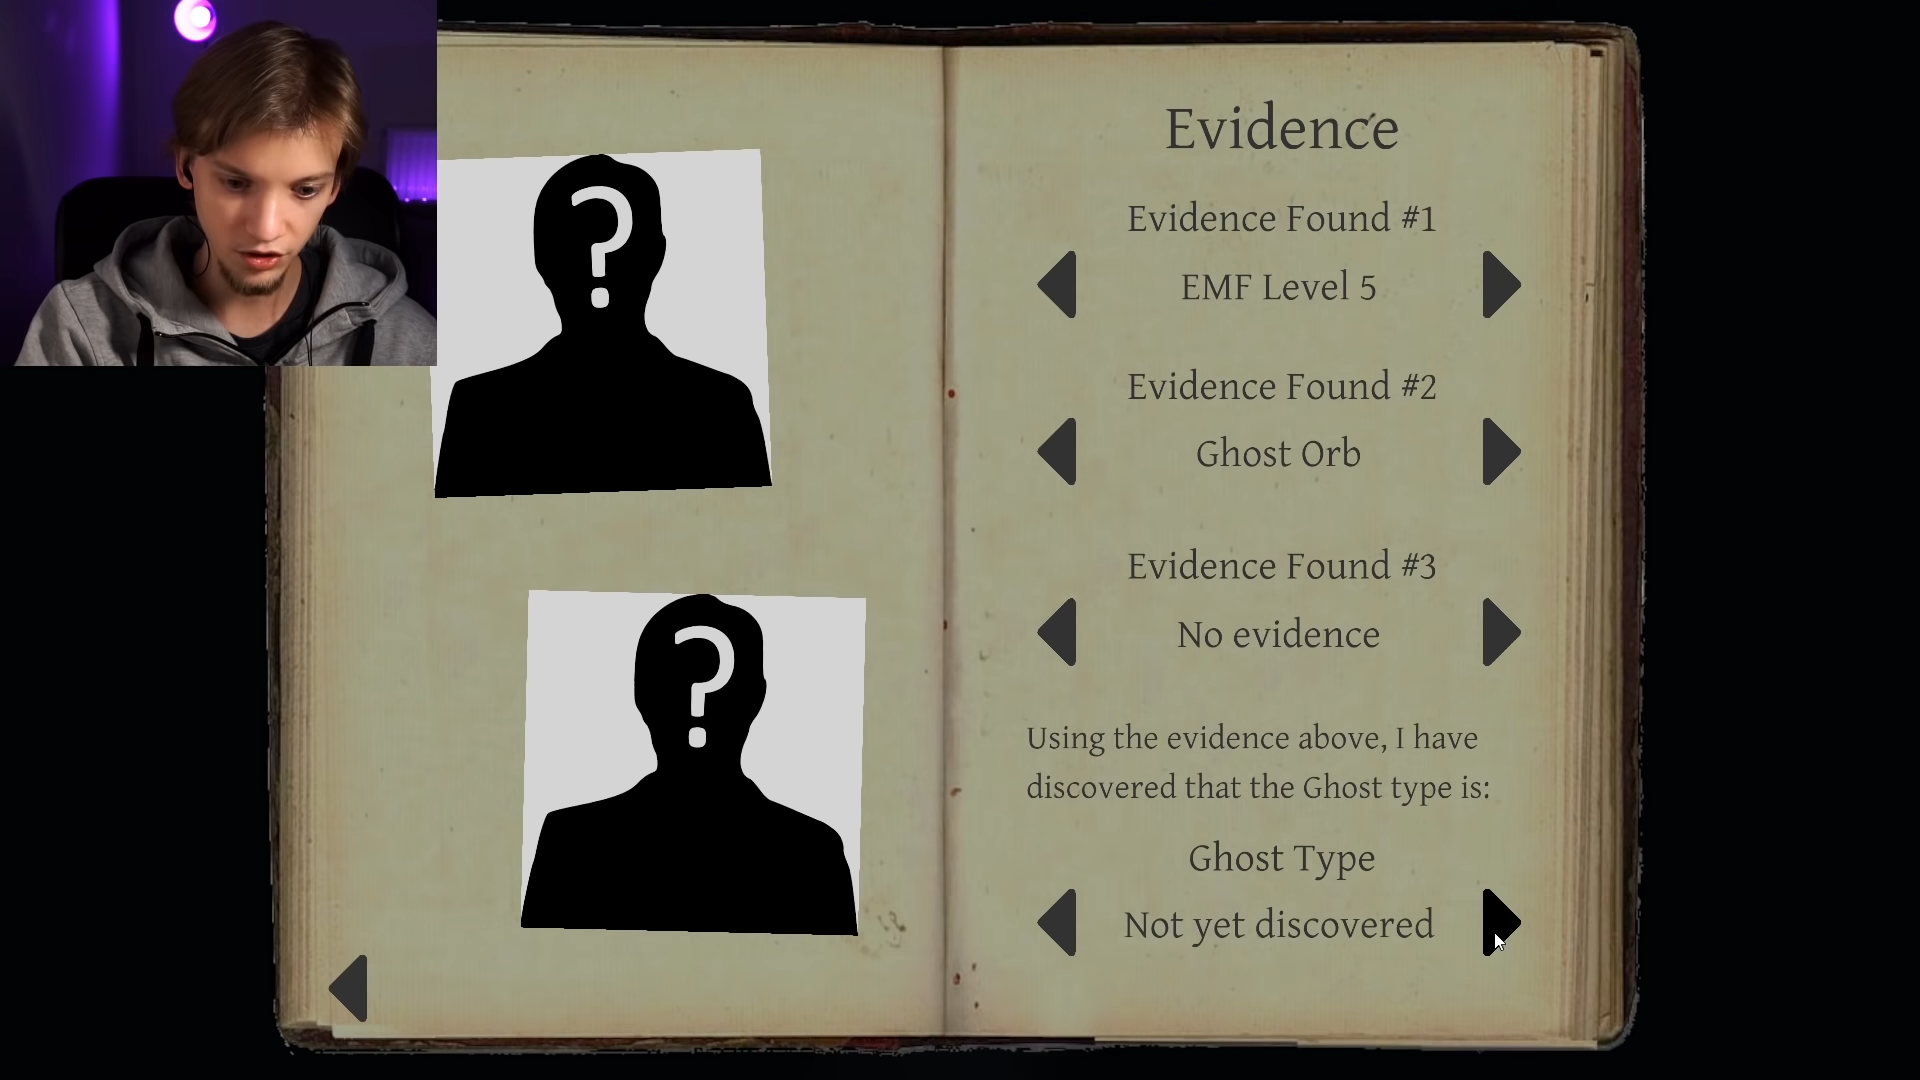 Evidence
Evidence Found #1
EMF Level 5
Evidence Found #2
Ghost Orb
Evidence Found #3
No evidence
Using the evidence above, I have
discovered that the Ghost type is:
Ghost Type
Not yet discovered
?
?